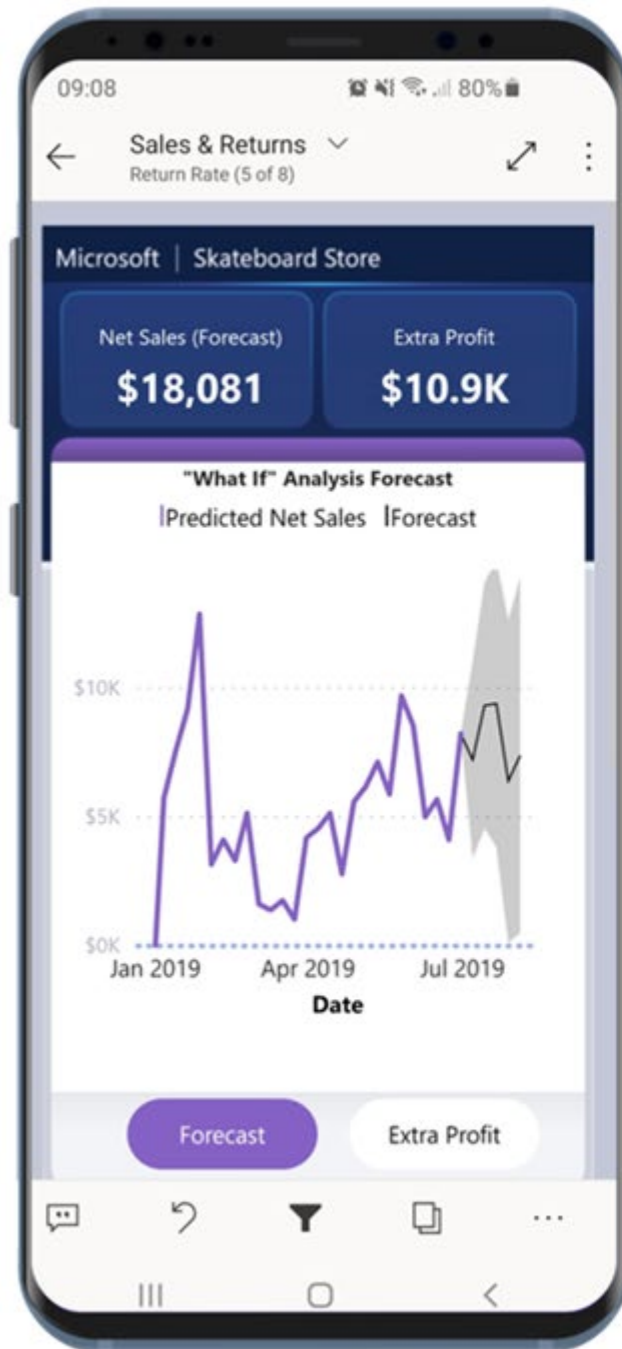 09:08 80%
Sales & Returns
Return Rate (5 of 8)
Microsoft | Skateboard Store
Net Sales (Forecast) Extra Profit
$18,081 $10.9K
"What If" Analysis Forecast
Predicted Net Sales Forecast
$10K
$5K
$0K
Jan 2019 Apr 2019 Jul 2019
Date
Forecast Extra Profit